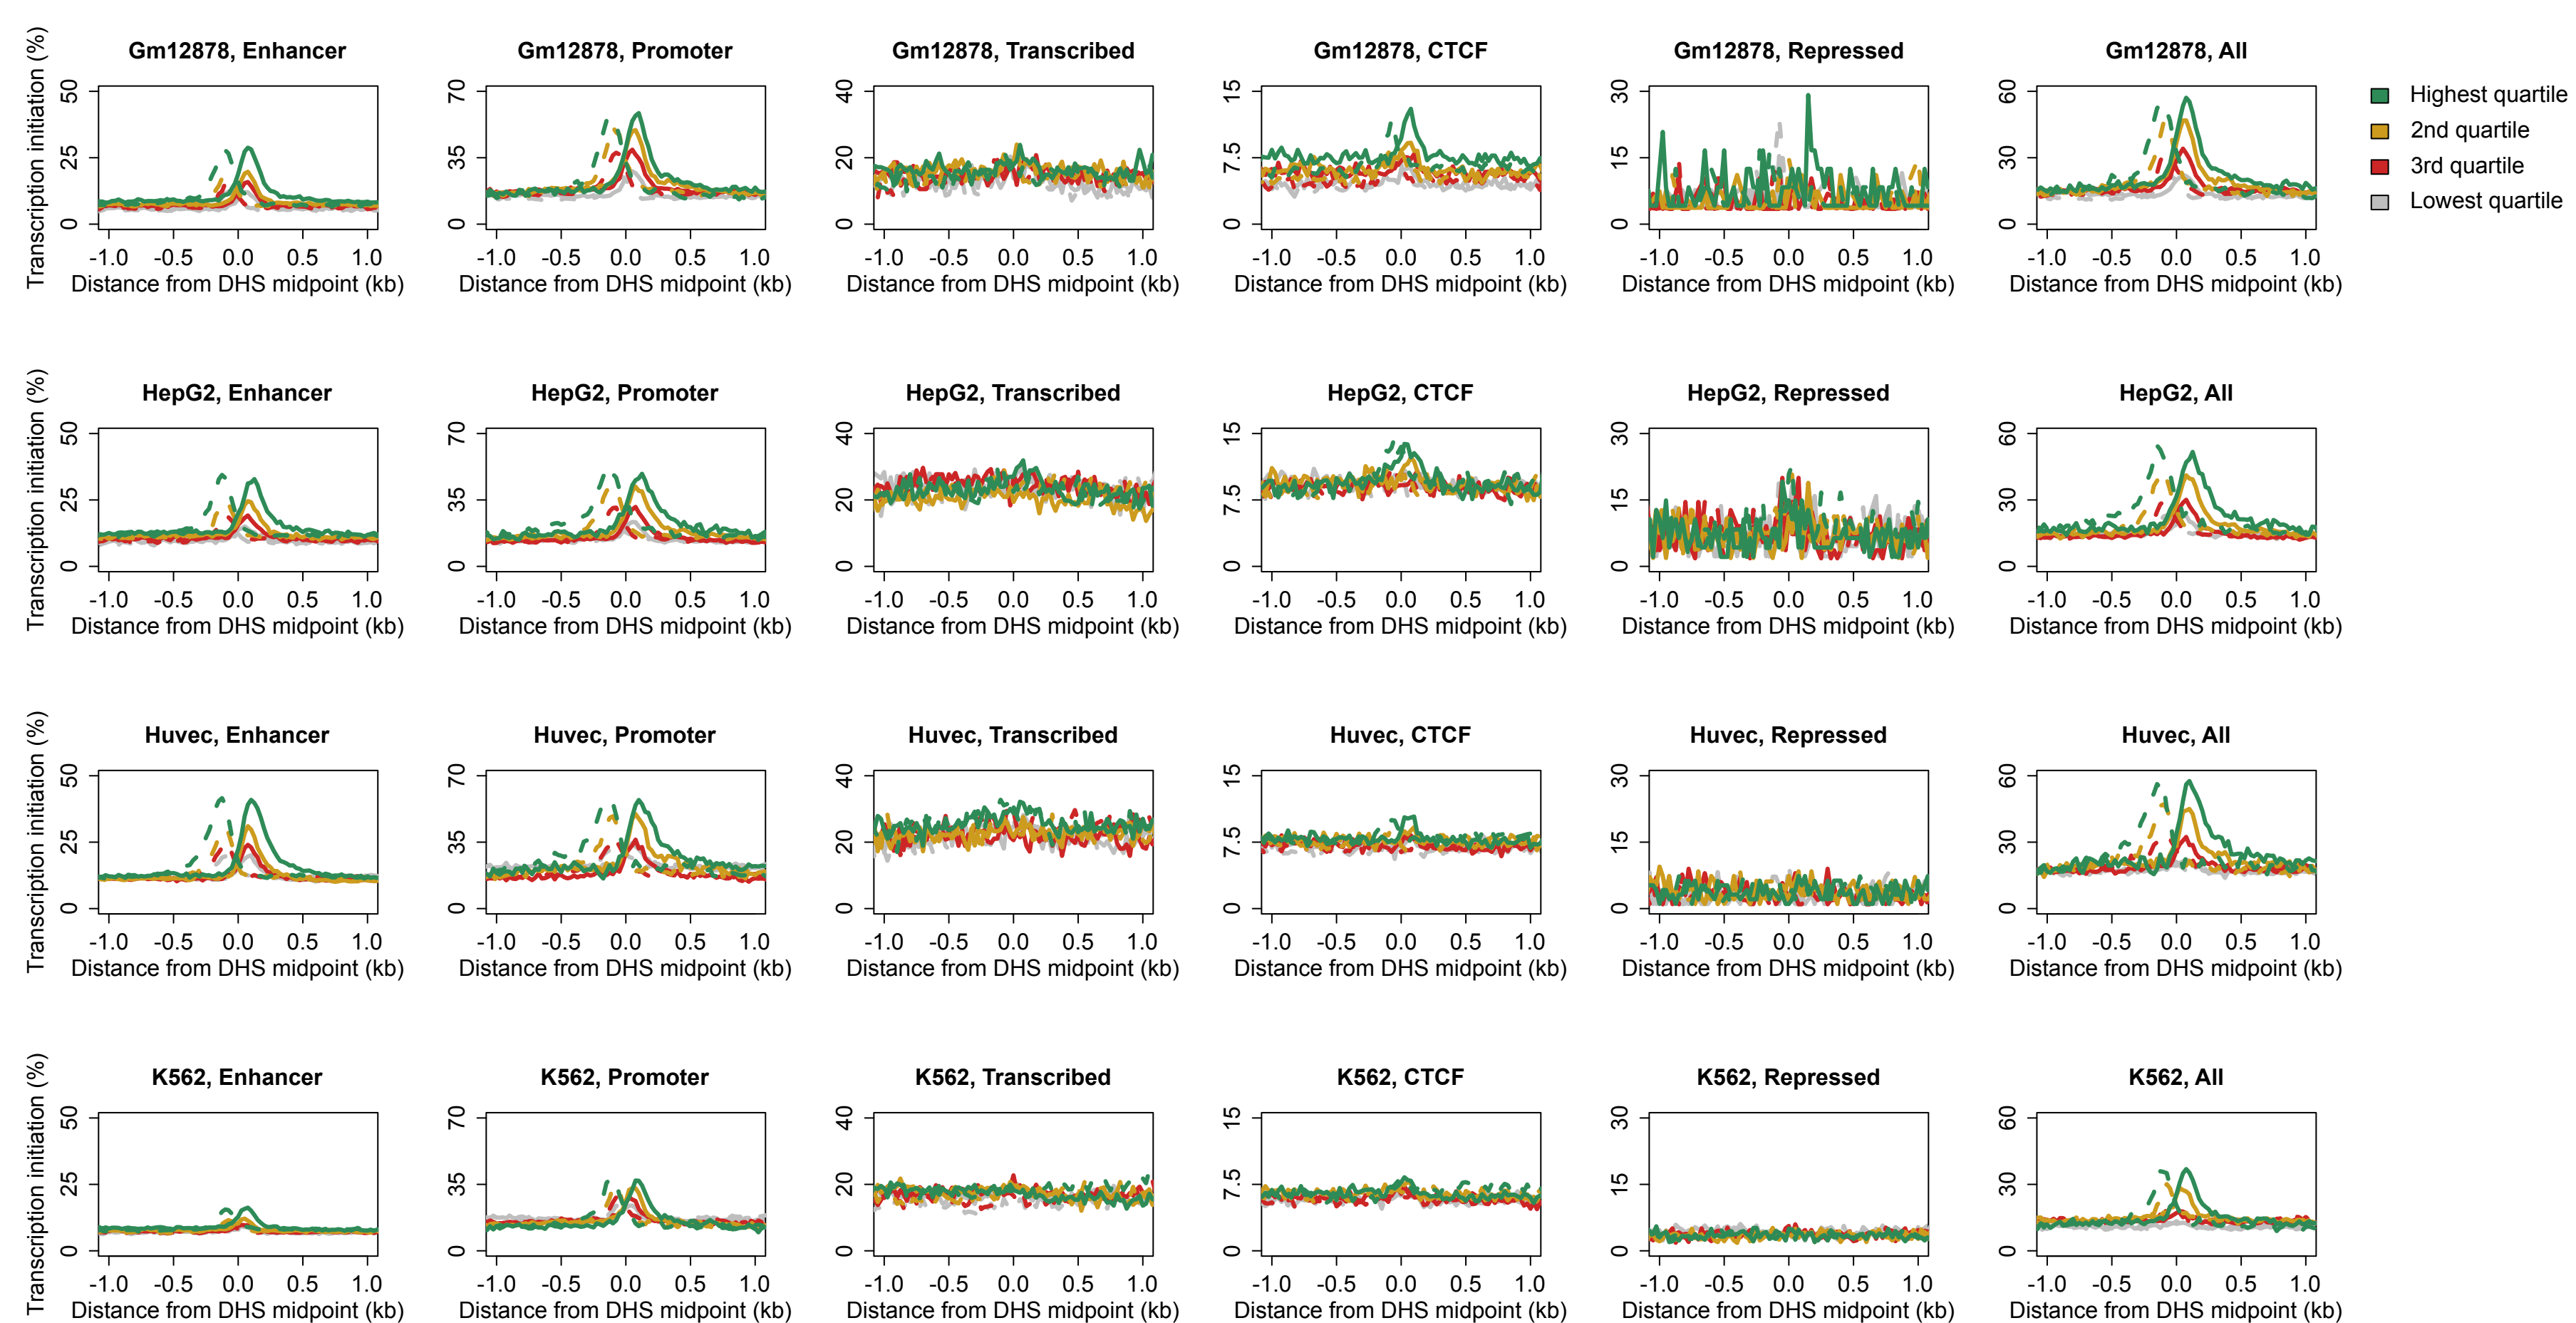 Gm12878, Enhancer
Gm12878, Promoter
Gm12878, Transcribed
Gm12878, CTCF
Gm12878, Repressed
Gm12878, All
Transcription initiation (%)
0 25 50
0 35 70
0 20 40
0 7.5 15
0 15 30
0 30 60
Highest quartile
2nd quartile
3rd quartile
Lowest quartile
-1.0 -0.5 0.0 0.5 1.0
-1.0 -0.5 0.0 0.5 1.0
-1.0 -0.5 0.0 0.5 1.0
-1.0 -0.5 0.0 0.5 1.0
-1.0 -0.5 0.0 0.5 1.0
-1.0 -0.5 0.0 0.5 1.0
Distance from DHS midpoint (kb)
Distance from DHS midpoint (kb)
Distance from DHS midpoint (kb)
Distance from DHS midpoint (kb)
Distance from DHS midpoint (kb)
Distance from DHS midpoint (kb)
HepG2, Enhancer
HepG2, Promoter
HepG2, Transcribed
HepG2, CTCF
HepG2, Repressed
HepG2, All
Transcription initiation (%)
0 25 50
0 35 70
0 20 40
0 7.5 15
0 15 30
0 30 60
-1.0 -0.5 0.0 0.5 1.0
-1.0 -0.5 0.0 0.5 1.0
-1.0 -0.5 0.0 0.5 1.0
-1.0 -0.5 0.0 0.5 1.0
-1.0 -0.5 0.0 0.5 1.0
-1.0 -0.5 0.0 0.5 1.0
Distance from DHS midpoint (kb)
Distance from DHS midpoint (kb)
Distance from DHS midpoint (kb)
Distance from DHS midpoint (kb)
Distance from DHS midpoint (kb)
Distance from DHS midpoint (kb)
Huvec, Enhancer
Huvec, Promoter
Huvec, Transcribed
Huvec, CTCF
Huvec, Repressed
Huvec, All
Transcription initiation (%)
0 25 50
0 35 70
0 20 40
0 7.5 15
0 15 30
0 30 60
-1.0 -0.5 0.0 0.5 1.0
-1.0 -0.5 0.0 0.5 1.0
-1.0 -0.5 0.0 0.5 1.0
-1.0 -0.5 0.0 0.5 1.0
-1.0 -0.5 0.0 0.5 1.0
-1.0 -0.5 0.0 0.5 1.0
Distance from DHS midpoint (kb)
Distance from DHS midpoint (kb)
Distance from DHS midpoint (kb)
Distance from DHS midpoint (kb)
Distance from DHS midpoint (kb)
Distance from DHS midpoint (kb)
K562, Enhancer
K562, Promoter
K562, Transcribed
K562, CTCF
K562, Repressed
K562, All
Transcription initiation (%)
0 25 50
0 35 70
0 20 40
0 7.5 15
0 15 30
0 30 60
-1.0 -0.5 0.0 0.5 1.0
-1.0 -0.5 0.0 0.5 1.0
-1.0 -0.5 0.0 0.5 1.0
-1.0 -0.5 0.0 0.5 1.0
-1.0 -0.5 0.0 0.5 1.0
-1.0 -0.5 0.0 0.5 1.0
Distance from DHS midpoint (kb)
Distance from DHS midpoint (kb)
Distance from DHS midpoint (kb)
Distance from DHS midpoint (kb)
Distance from DHS midpoint (kb)
Distance from DHS midpoint (kb)